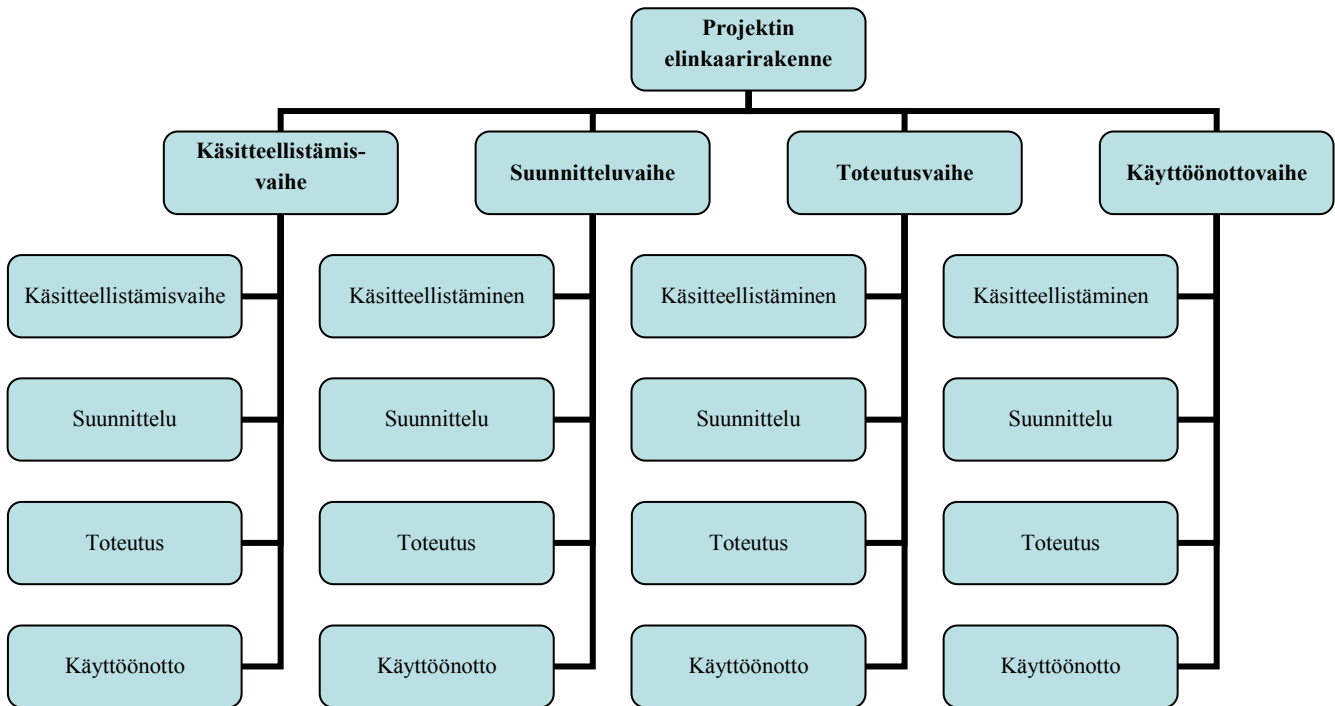 Projektin
elinkaarirakenne
Käsitteellistämis-
vaihe
Suunnitteluvaihe
Toteutusvaihe
Käyttöönottovaihe
Käsitteellistämisvaihe
Käsitteellistäminen
Käsitteellistäminen
Käsitteellistäminen
Suunnittelu
Suunnittelu
Suunnittelu
Suunnittelu
Toteutus
Toteutus
Toteutus
Toteutus
Käyttöönotto
Käyttöönotto
Käyttöönotto
Käyttöönotto